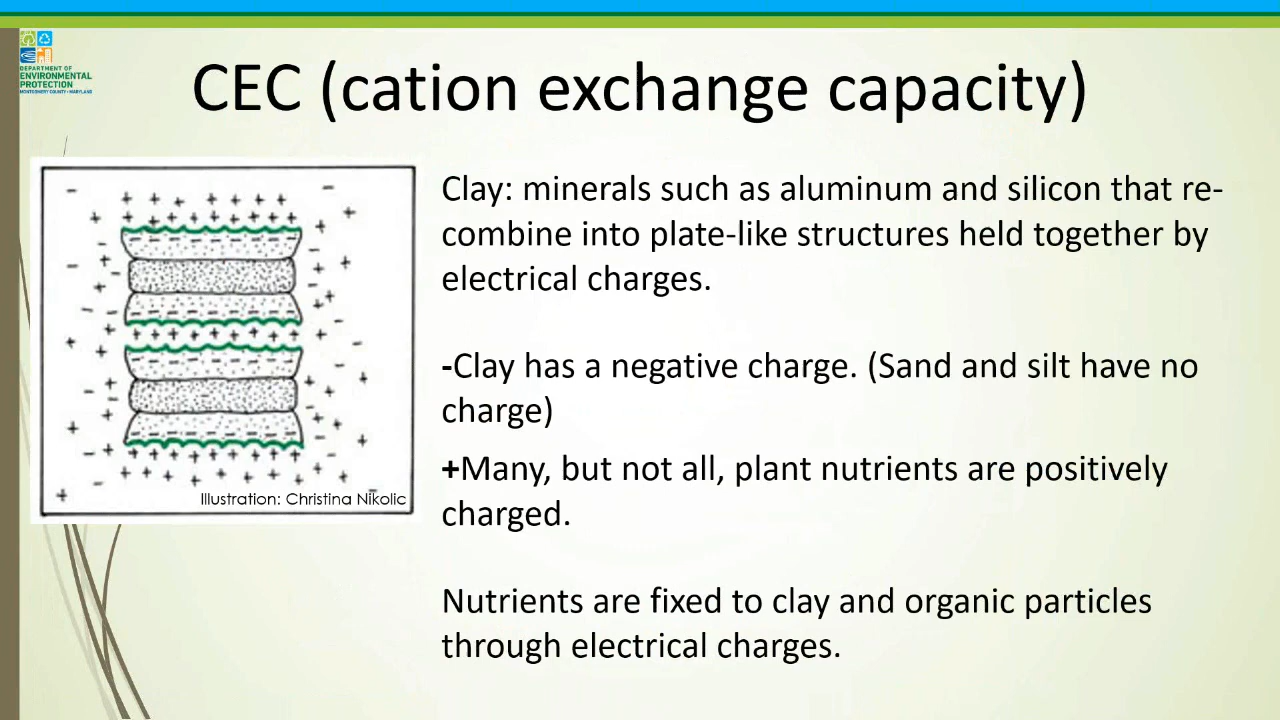 DEPARTMENT OF
ENVIRONMENTAL
PROTECTION
MONTGOMERY COUNTY • MARYLAND
CEC (cation exchange capacity)
Illustration: Christina Nikolic
Clay: minerals such as aluminum and silicon that re-
combine into plate-like structures held together by
electrical charges.
-Clay has a negative charge. (Sand and silt have no
charge)
+Many, but not all, plant nutrients are positively
charged.
Nutrients are fixed to clay and organic particles
through electrical charges.